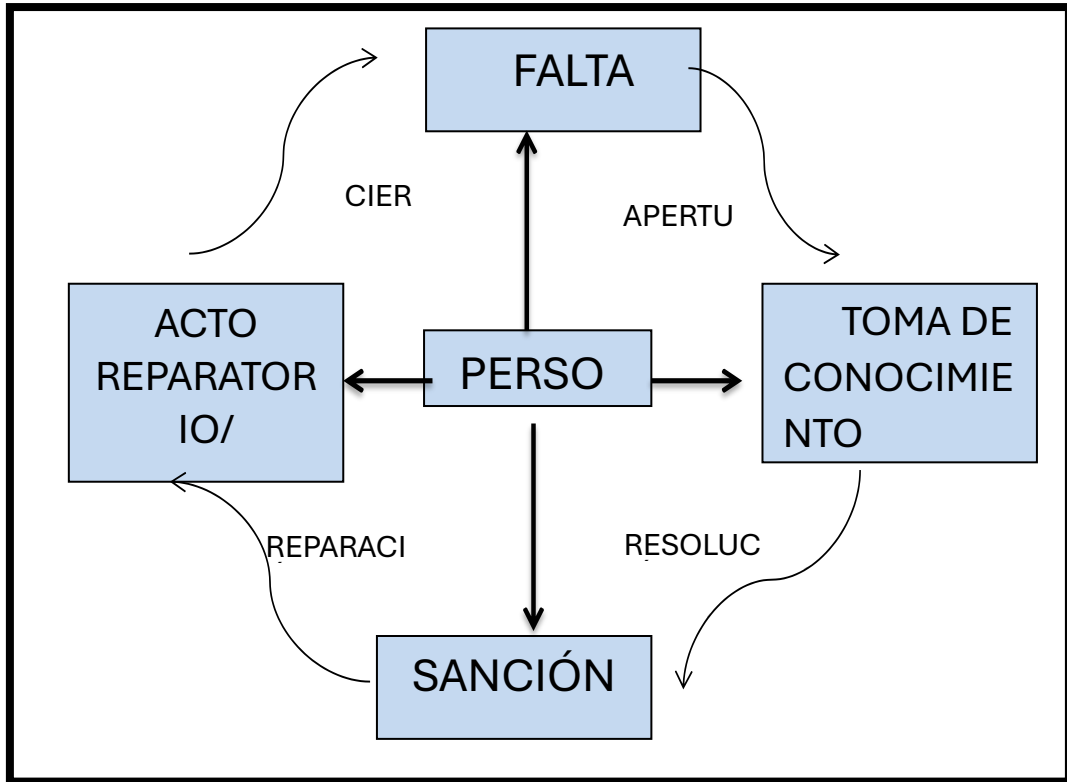 FALTA
CIER
APERTU
ACTO
REPARATOR
IO/
PERSO
TOMA DE
CONOCIMIE
NTO
REPARACI
RESOLUC
SANCIÓN